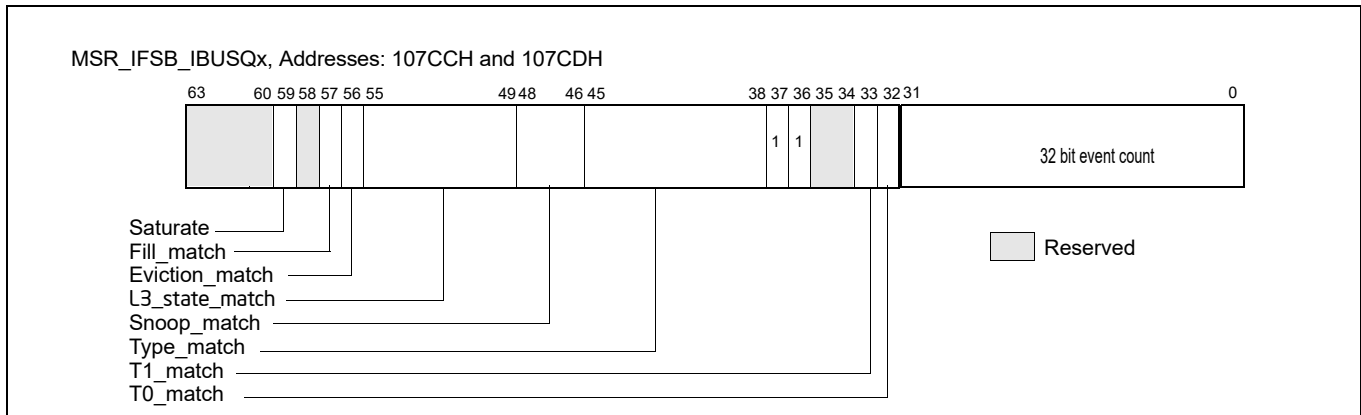 MSR_IFSB_IBUSQx, Addresses: 107CCH and 107CDH
63 60 59 58 57 56 55 49 48 46 45 38 37 36 35 34 33 32 31 0
1 1
32 bit event count
Saturate
Fill_match
Reserved
Eviction_match
L3_state_match
Snoop_match
Type_match
T1_match
T0_match